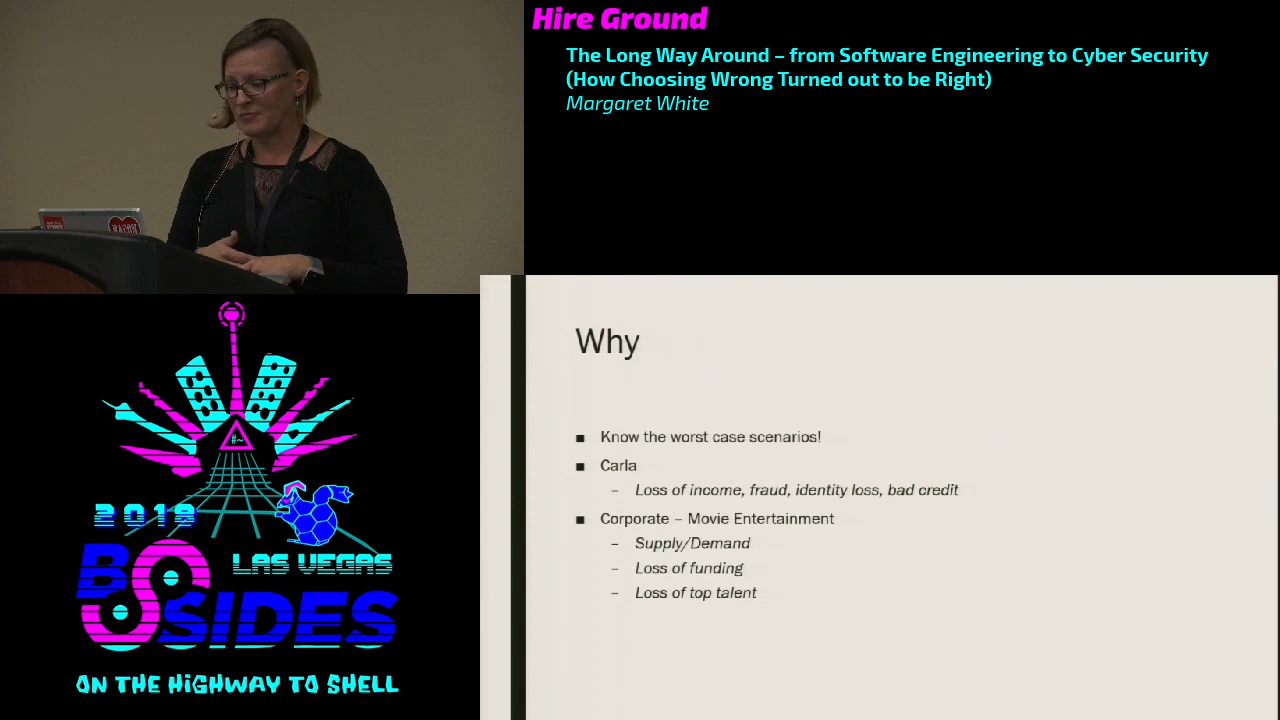 Hire Ground
The Long Way Around – from Software Engineering to Cyber Security
(How Choosing Wrong Turned out to be Right)
Margaret White
BACON
Why
■ Know the worst case scenarios!
■ Carla
– Loss of income, fraud, identity loss, bad credit
■ Corporate – Movie Entertainment
– Supply/Demand
– Loss of funding
– Loss of top talent
#~
2019
LAS VEGAS
BSIDES
ON THE HIGHWAY TO SHELL